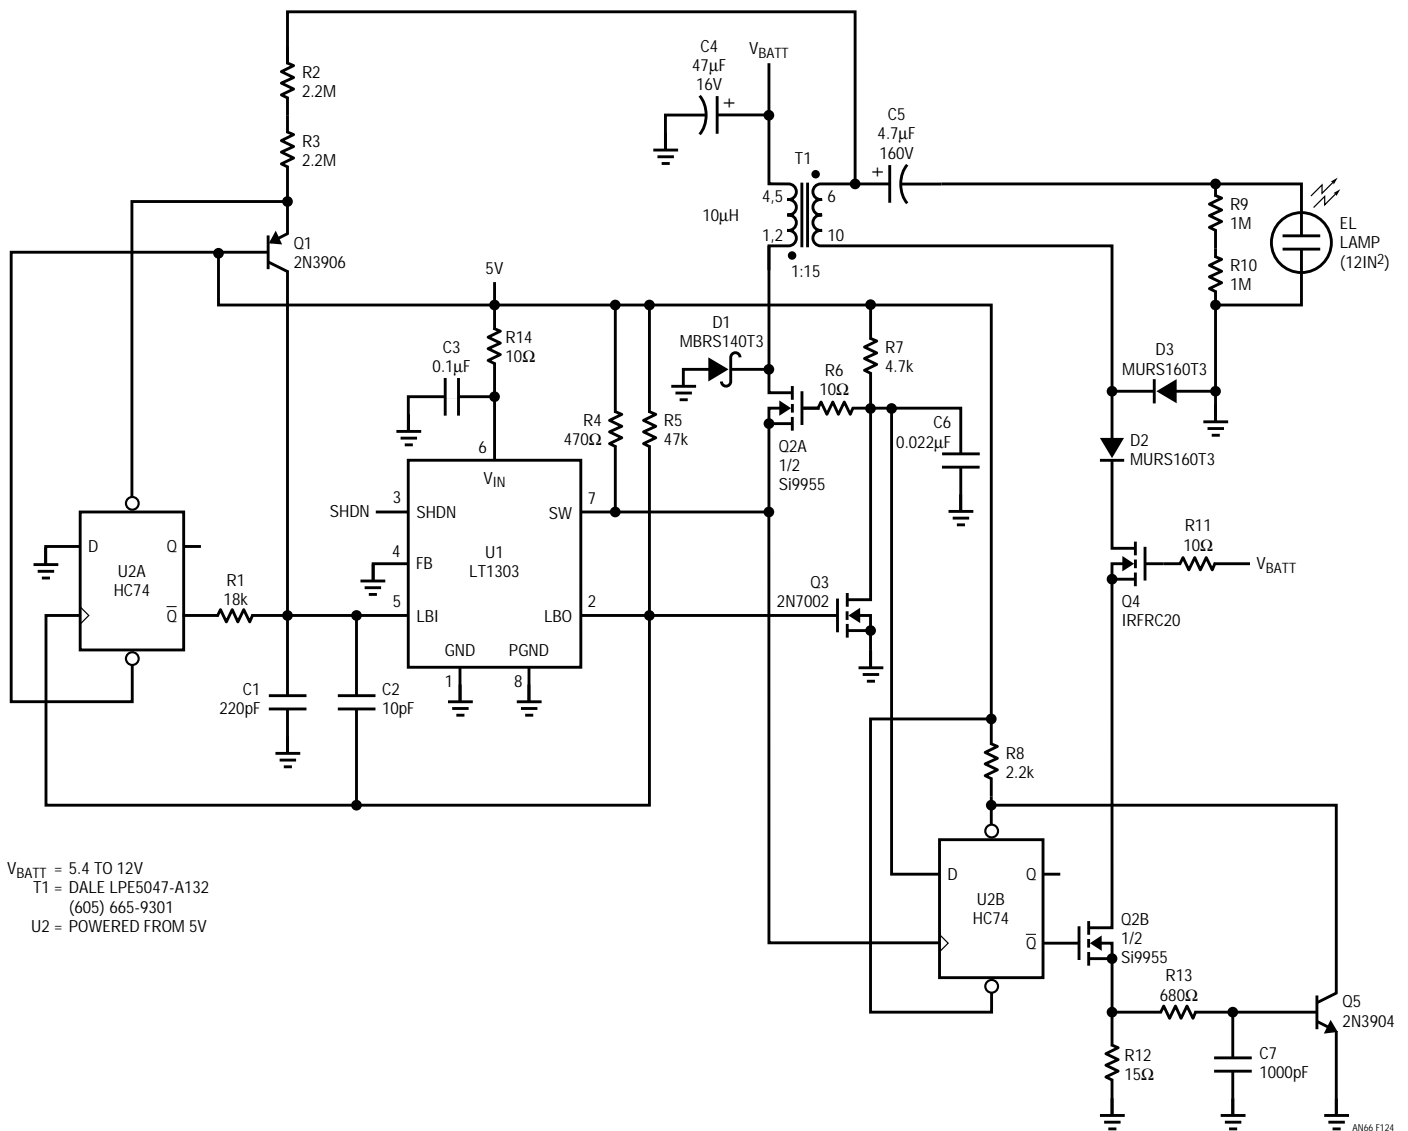 R2
2.2M
R3
2.2M
C4
47µF
16V
+
VBATT
C5
4.7µF
160V
+
T1
4,5
6
10µH
1,2
10
1:15
R9
1M
R10
1M
EL
LAMP
(12IN²)
Q1
2N3906
5V
R14
10Ω
C3
0.1µF
D1
MBRS140T3
R7
4.7k
R6
10Ω
D3
MURS160T3
R4
470Ω
R5
47k
Q2A
1/2
Si9955
C6
0.022µF
D2
MURS160T3
6
VIN
SHDN
3
SHDN
SW
7
4
FB
U1
LT1303
5
LBI
LBO
2
GND
PGND
1
8
D
Q
U2A
HC74
Q̅
R1
18k
Q3
2N7002
R11
10Ω
VBATT
Q4
IRFRC20
C1
220pF
C2
10pF
R8
2.2k
VBATT = 5.4 TO 12V
T1 = DALE LPE5047-A132
(605) 665-9301
U2 = POWERED FROM 5V
D
Q
U2B
HC74
Q̅
Q2B
1/2
Si9955
R13
680Ω
Q5
2N3904
R12
15Ω
C7
1000pF
AN66 F124